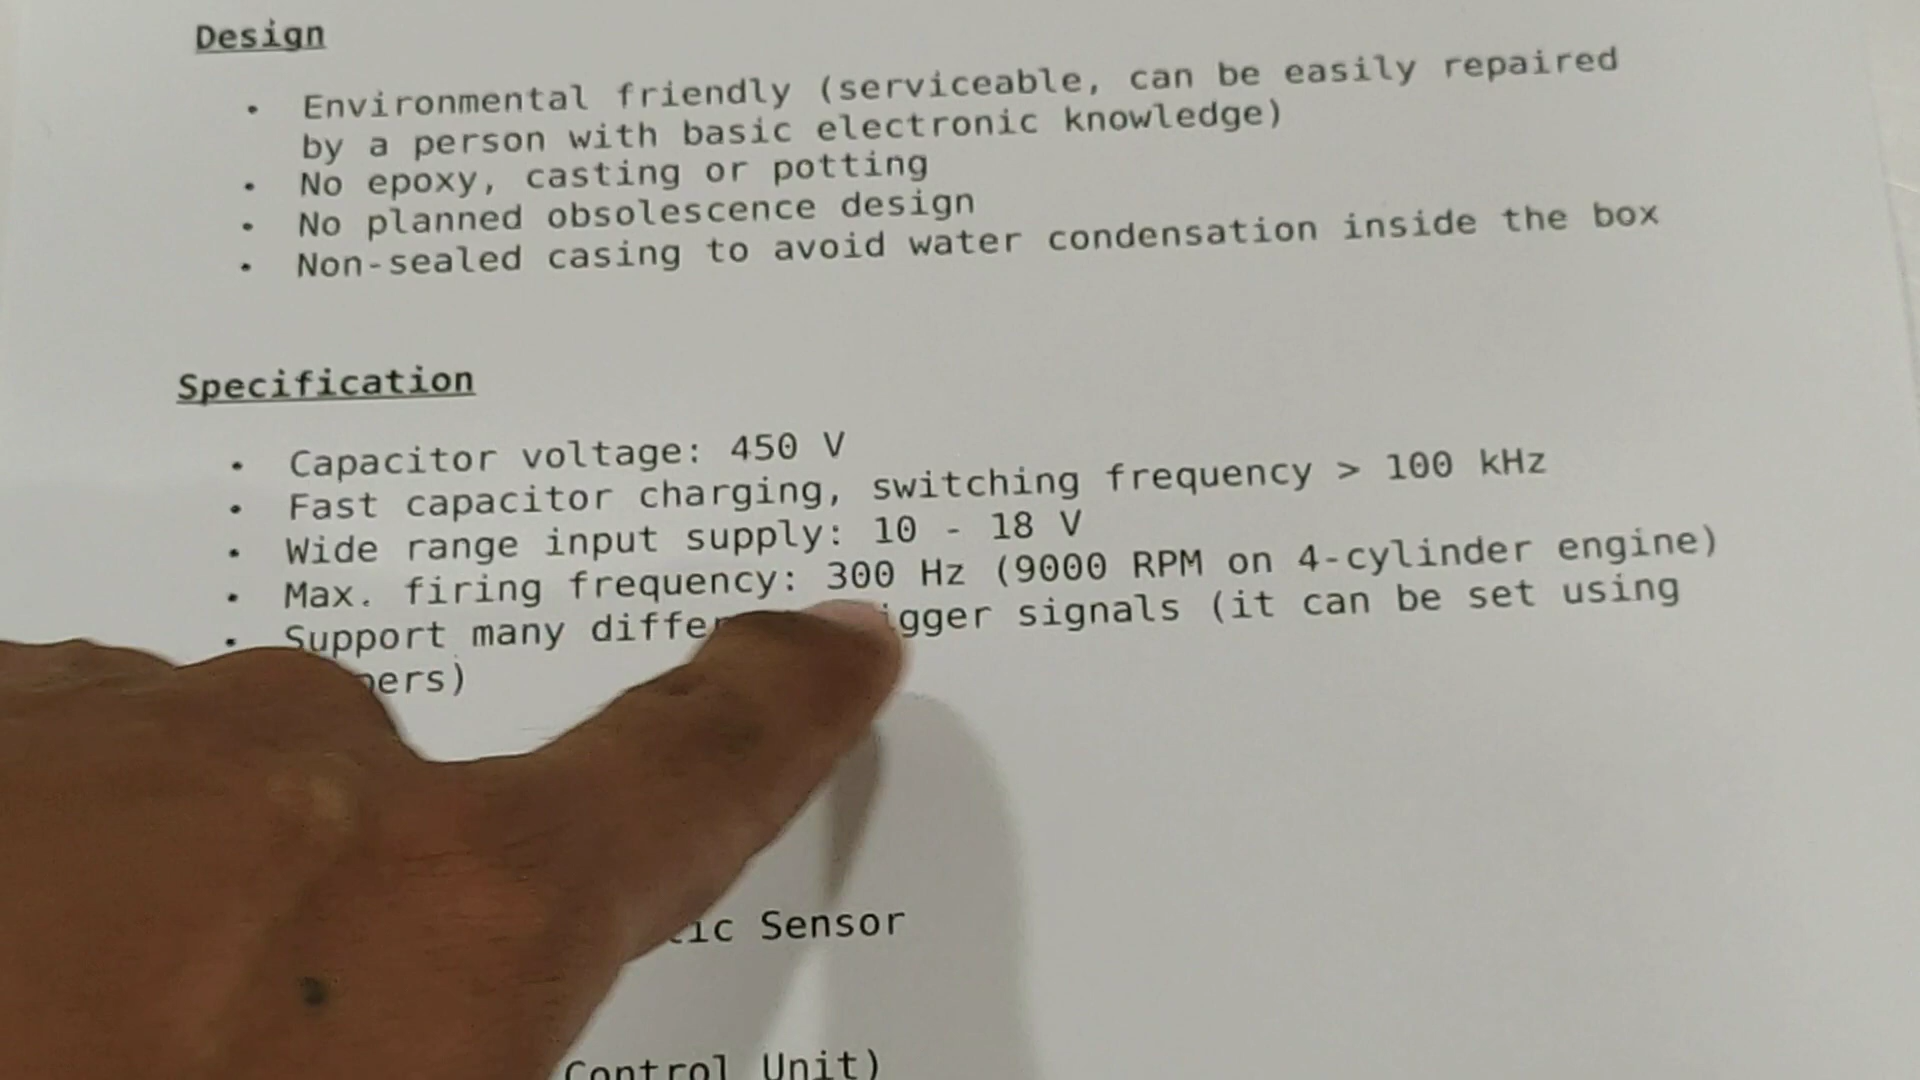 Design
• Environmental friendly (serviceable, can be easily repaired
by a person with basic electronic knowledge)
• No epoxy, casting or potting
• No planned obsolescence design
• Non-sealed casing to avoid water condensation inside the box
Specification
• Capacitor voltage: 450 V
• Fast capacitor charging, switching frequency > 100 kHz
• Wide range input supply: 10 - 18 V
• Max. firing frequency: 300 Hz (9000 RPM on 4-cylinder engine)
• Support many signals (it can be set using
Sensor
Control Unit)